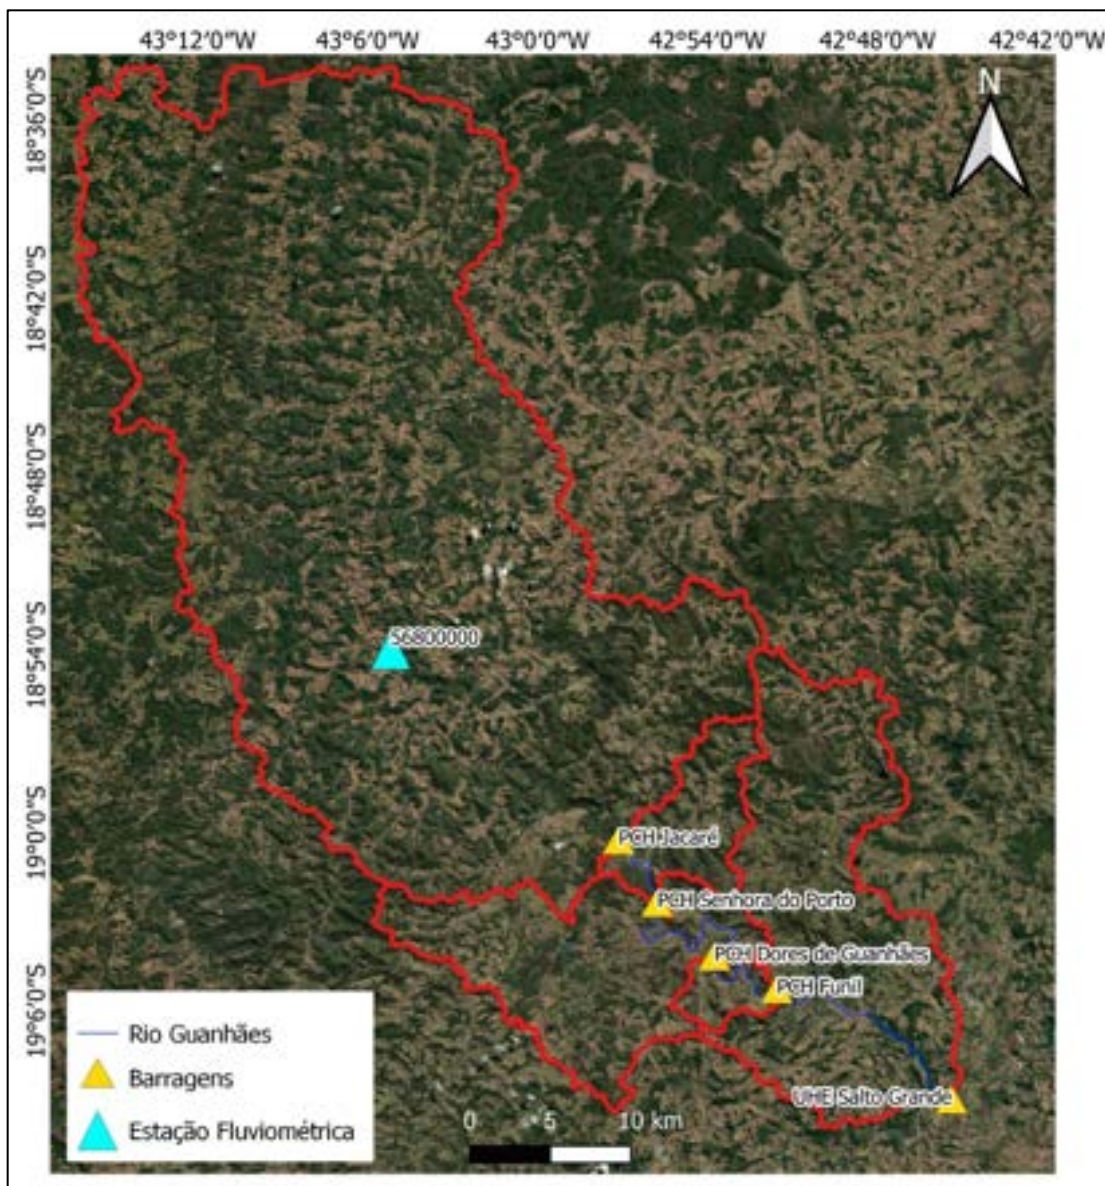 43°12'0"W 43°6'0"W 43°0'0"W 42°54'0"W 42°48'0"W 42°42'0"W
N
18°36'0"S
18°42'0"S
18°48'0"S
18°54'0"S
19°0'0"S
19°6'0"S
56800000
PCH Jacaré
PCH Senhora do Porto
PCH Dores de Guanhães
PCH Funil
UHE Salto Grande
Rio Guanhães
Barragens
Estação Fluviométrica
0 5 10 km